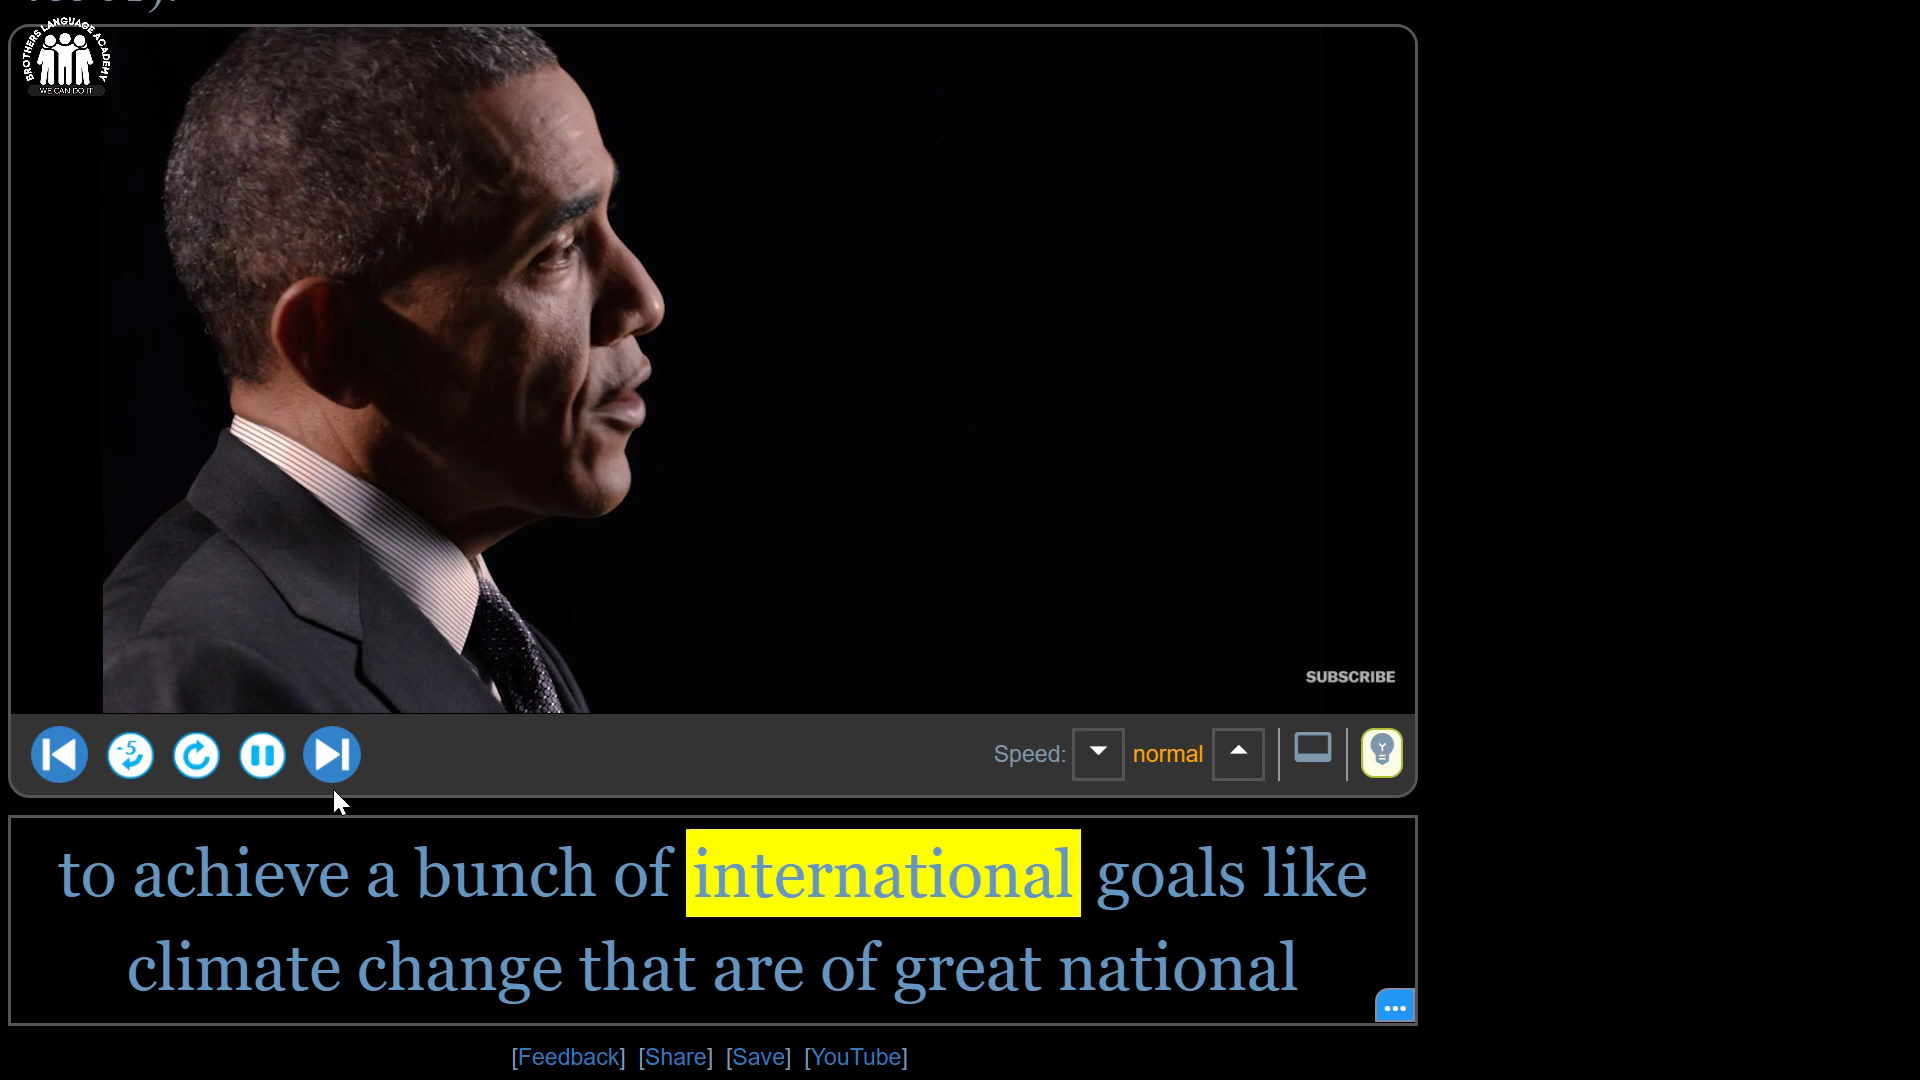 BROTHERS LANGUAGE ACADEMY
WE CAN DO IT
SUBSCRIBE
-5
Speed: normal
to achieve a bunch of international goals like
climate change that are of great national
[Feedback] [Share] [Save] [YouTube]